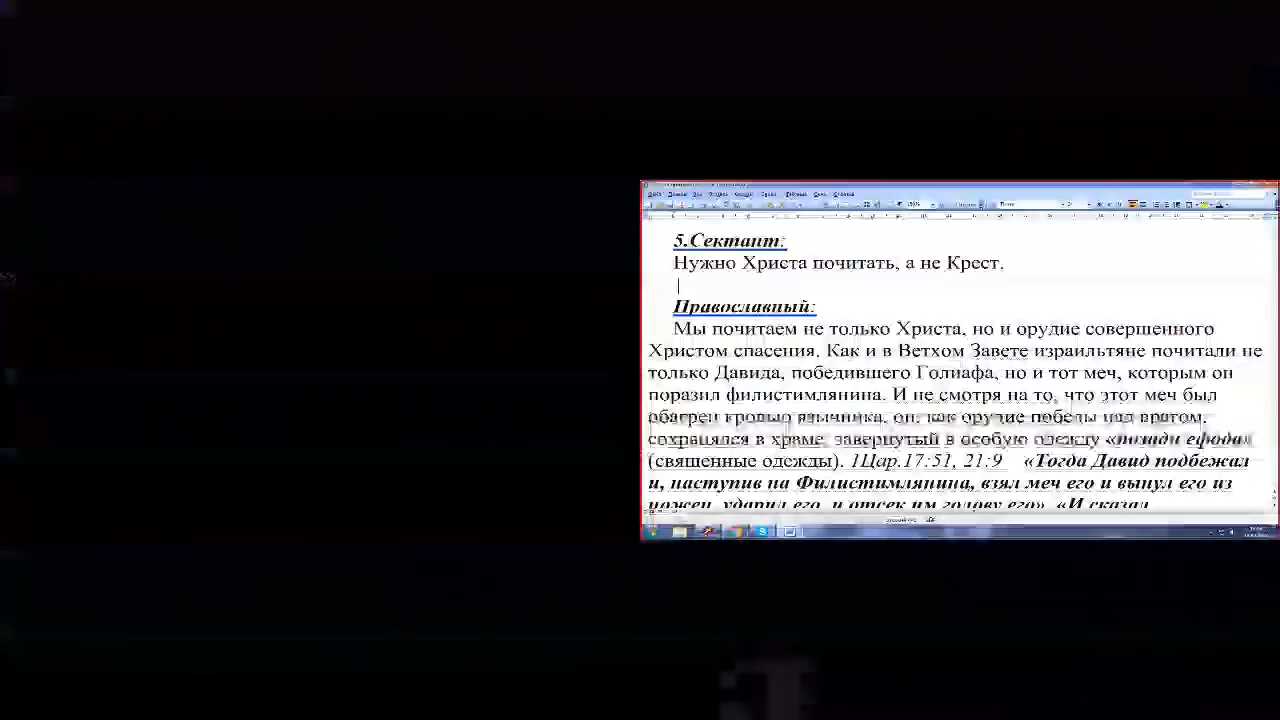 5.Сектант:
Нужно Христа почитать, а не Крест.
Православный:
Мы почитаем не только Христа, но и орудие совершенного
Христом спасения. Как и в Ветхом Завете израильтяне почитали не
только Давида, победившего Голиафа, но и тот меч, которым он
поразил филистимлянина. И не смотря на то, что этот меч был
обагрен кровью язычника, он, как орудие победы над врагом,
сохранялся в храме, завернутый в особую одежду «позади ефода»
(священные одежды). 1Цар.17:51, 21:9 «Тогда Давид подбежал
и, наступив на Филистимлянина, взял меч его и вынул его из
ножен, ударил его, и отсек им голову его». «И сказал